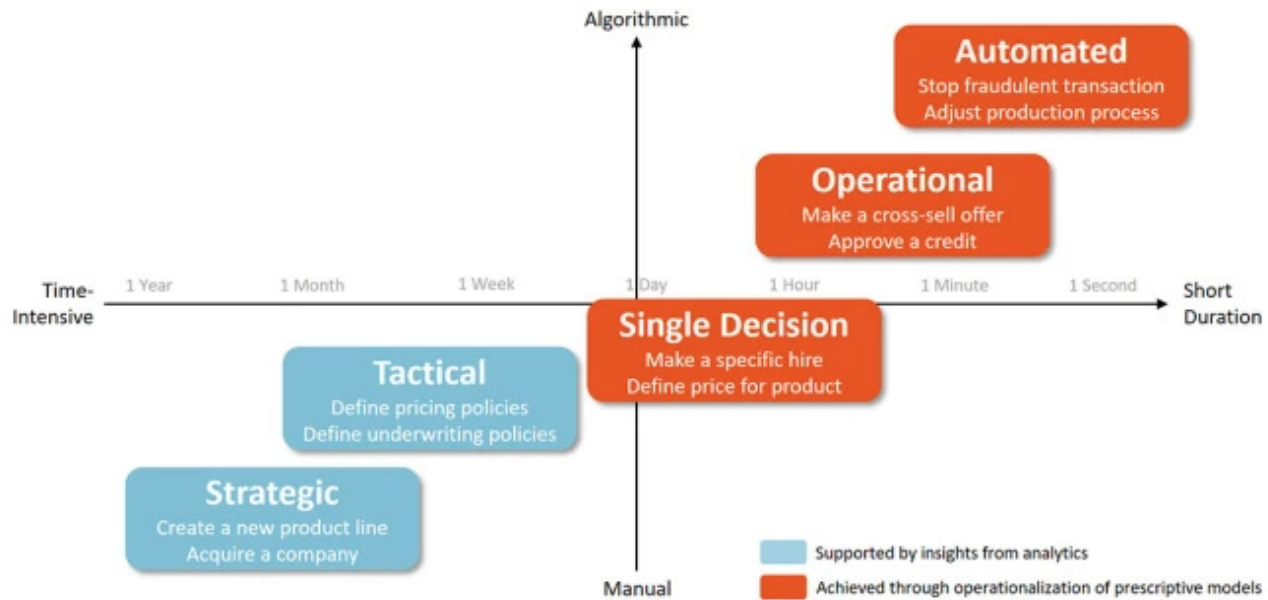 Algorithmic
Automated
Stop fraudulent transaction
Adjust production process
Operational
Make a cross-sell offer
Approve a credit
Time-
Intensive
1 Year
1 Month
1 Week
1 Day
1 Hour
1 Minute
1 Second
Short
Duration
Single Decision
Make a specific hire
Define price for product
Tactical
Define pricing policies
Define underwriting policies
Strategic
Create a new product line
Acquire a company
Manual
Supported by insights from analytics
Achieved through operationalization of prescriptive models